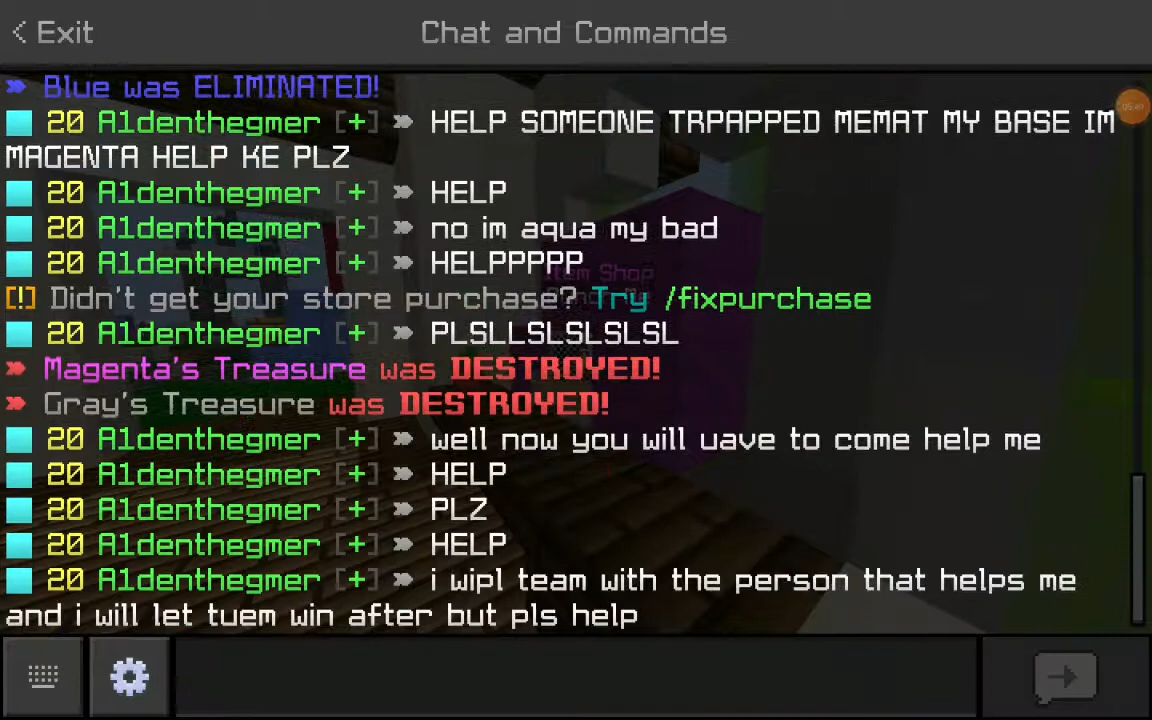 < Exit
Chat and Commands
» Blue was ELIMINATED!
20 A1denthegmer [+] » HELP SOMEONE TRPAPPED MEMAT MY BASE IM
MAGENTA HELP KE PLZ
20 A1denthegmer [+] » HELP
20 A1denthegmer [+] » no im aqua my bad
20 A1denthegmer [+] » HELPPPPP
Item Shop
[!] Didn't get your store purchase? Try /fixpurchase
20 A1denthegmer [+] » PLSLLSLSLSLSL
» Magenta's Treasure was DESTROYED!
» Gray's Treasure was DESTROYED!
20 A1denthegmer [+] » well now you will uave to come help me
20 A1denthegmer [+] » HELP
20 A1denthegmer [+] » PLZ
20 A1denthegmer [+] » HELP
20 A1denthegmer [+] » i wipl team with the person that helps me
and i will let tuem win after but pls help